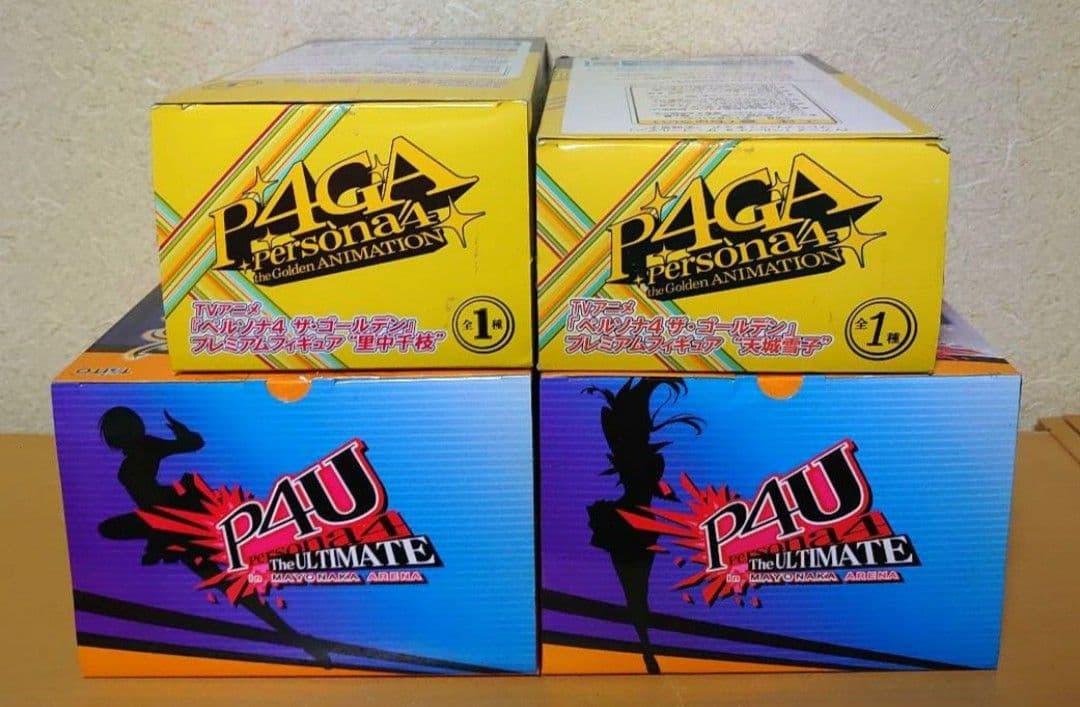 P4GA
Persona4
the Golden ANIMATION
TVアニメ
『ペルソナ4 ザ・ゴールデン』
プレミアムフィギュア "里中千枝"
全1種
P4GA
Persona4
the Golden ANIMATION
TVアニメ
『ペルソナ4 ザ・ゴールデン』
プレミアムフィギュア "天城雪子"
全1種
TAITO
P4U
Persona4
The ULTIMATE
in MAYONAKA ARENA
P4U
Persona4
The ULTIMATE
in MAYONAKA ARENA